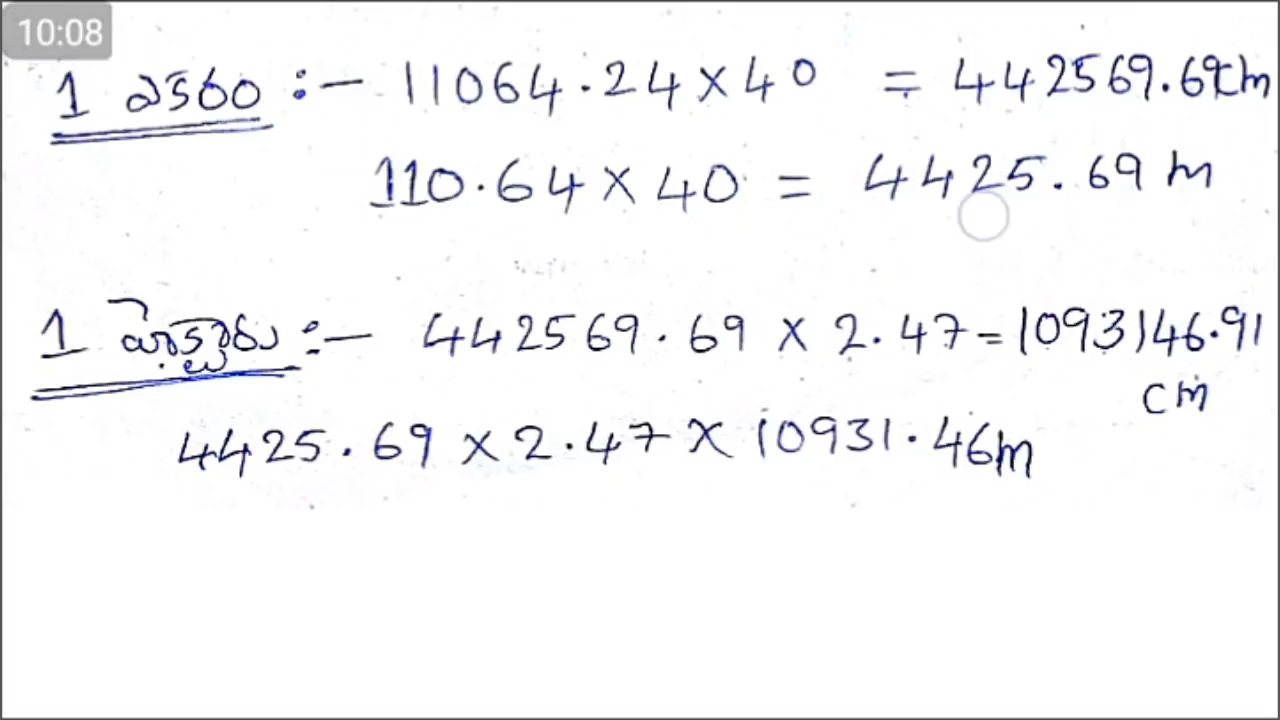 10:08
1 ఎకరం :- 11064.24 x 40 = 442569.69cm
110.64 x 40 = 4425.69 m
1 హెక్టారు :- 442569.69 x 2.47 = 1093146.91
cm
4425.69 x 2.47 x 10931.46m